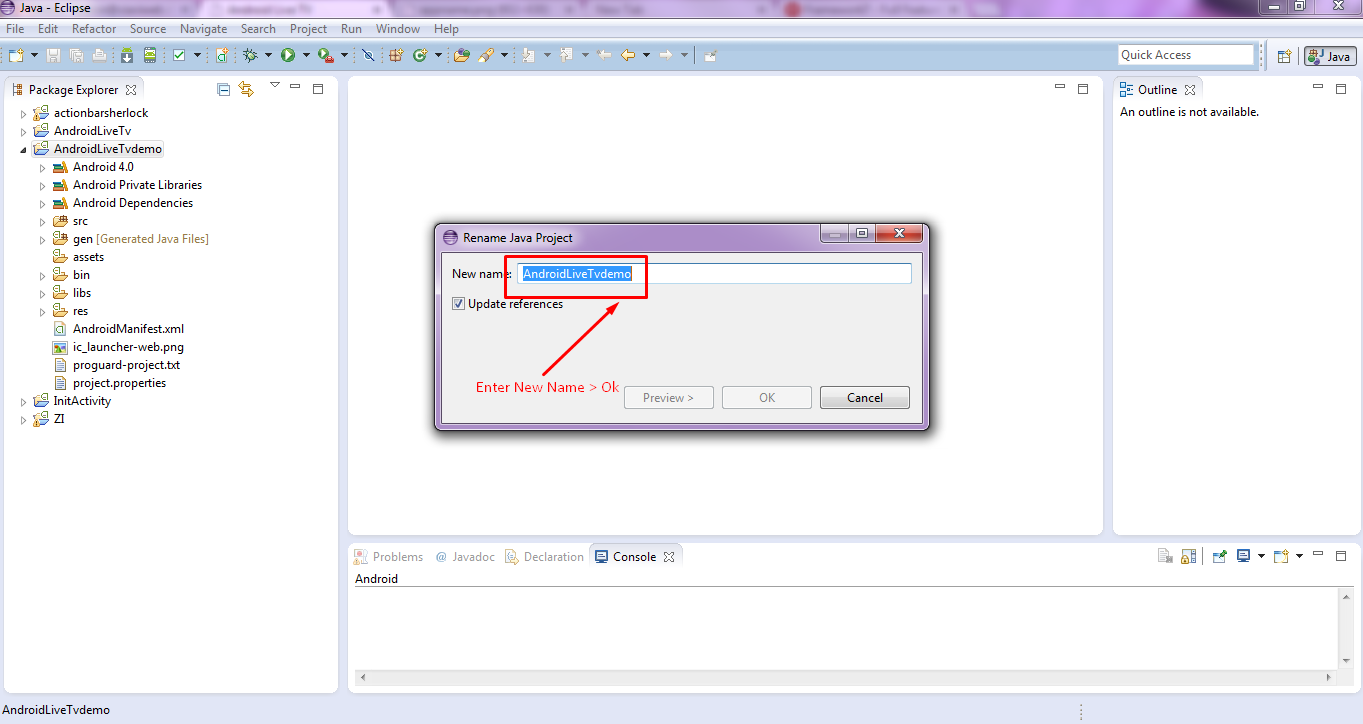 Java - Eclipse
File Edit Refactor Source Navigate Search Project Run Window Help
Quick Access
Java
Package Explorer
actionbarsherlock
AndroidLiveTv
AndroidLiveTvdemo
Android 4.0
Android Private Libraries
Android Dependencies
src
gen [Generated Java Files]
assets
bin
libs
res
AndroidManifest.xml
ic_launcher-web.png
proguard-project.txt
project.properties
InitActivity
ZI
Rename Java Project
New name: AndroidLiveTvdemo
Update references
Enter New Name > Ok
Preview > OK Cancel
Outline
An outline is not available.
Problems @ Javadoc Declaration Console
Android
AndroidLiveTvdemo